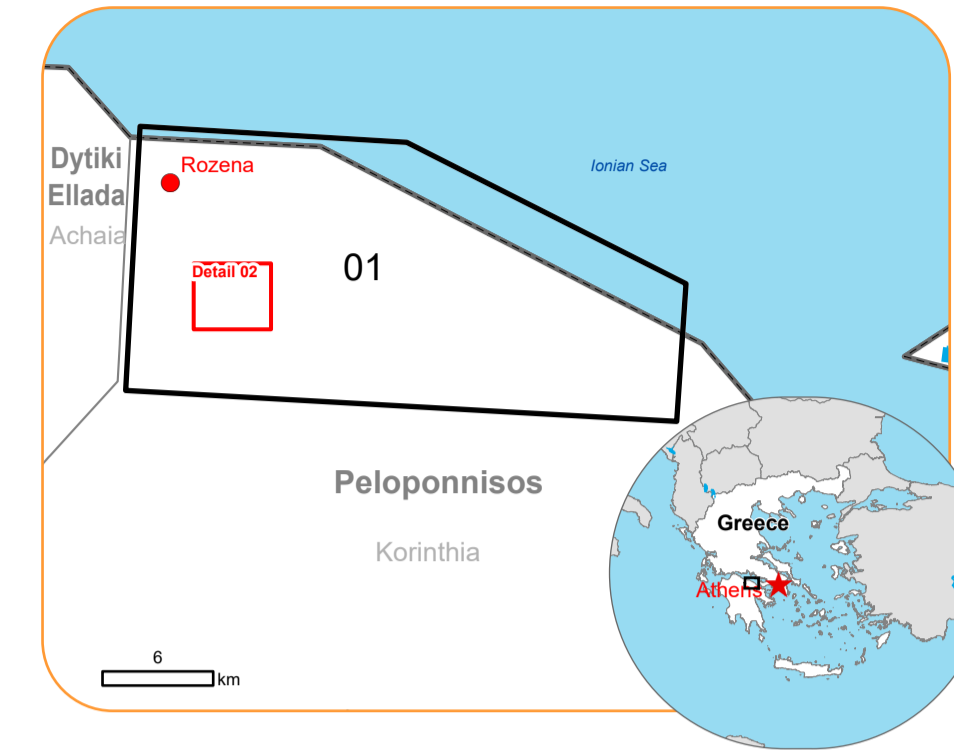 Ionian Sea
Dytiki
Ellada
Achaia
Rozena
Detail 02
01
Peloponnisos
Korinthia
Greece
Athens
6
km